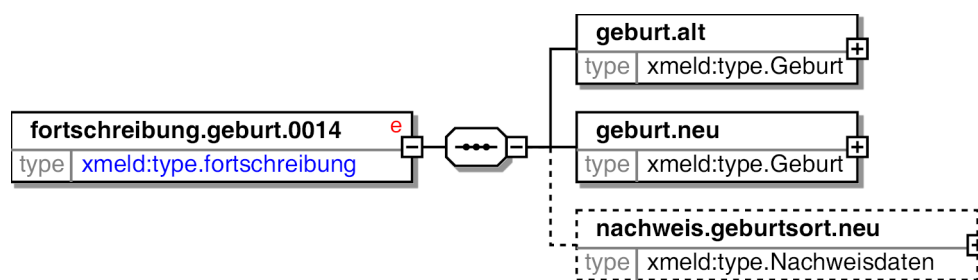 geburt.alt
type xmeld:type.Geburt
fortschreibung.geburt.0014 e
type xmeld:type.fortschreibung
geburt.neu
type xmeld:type.Geburt
nachweis.geburtsort.neu
type xmeld:type.Nachweisdaten